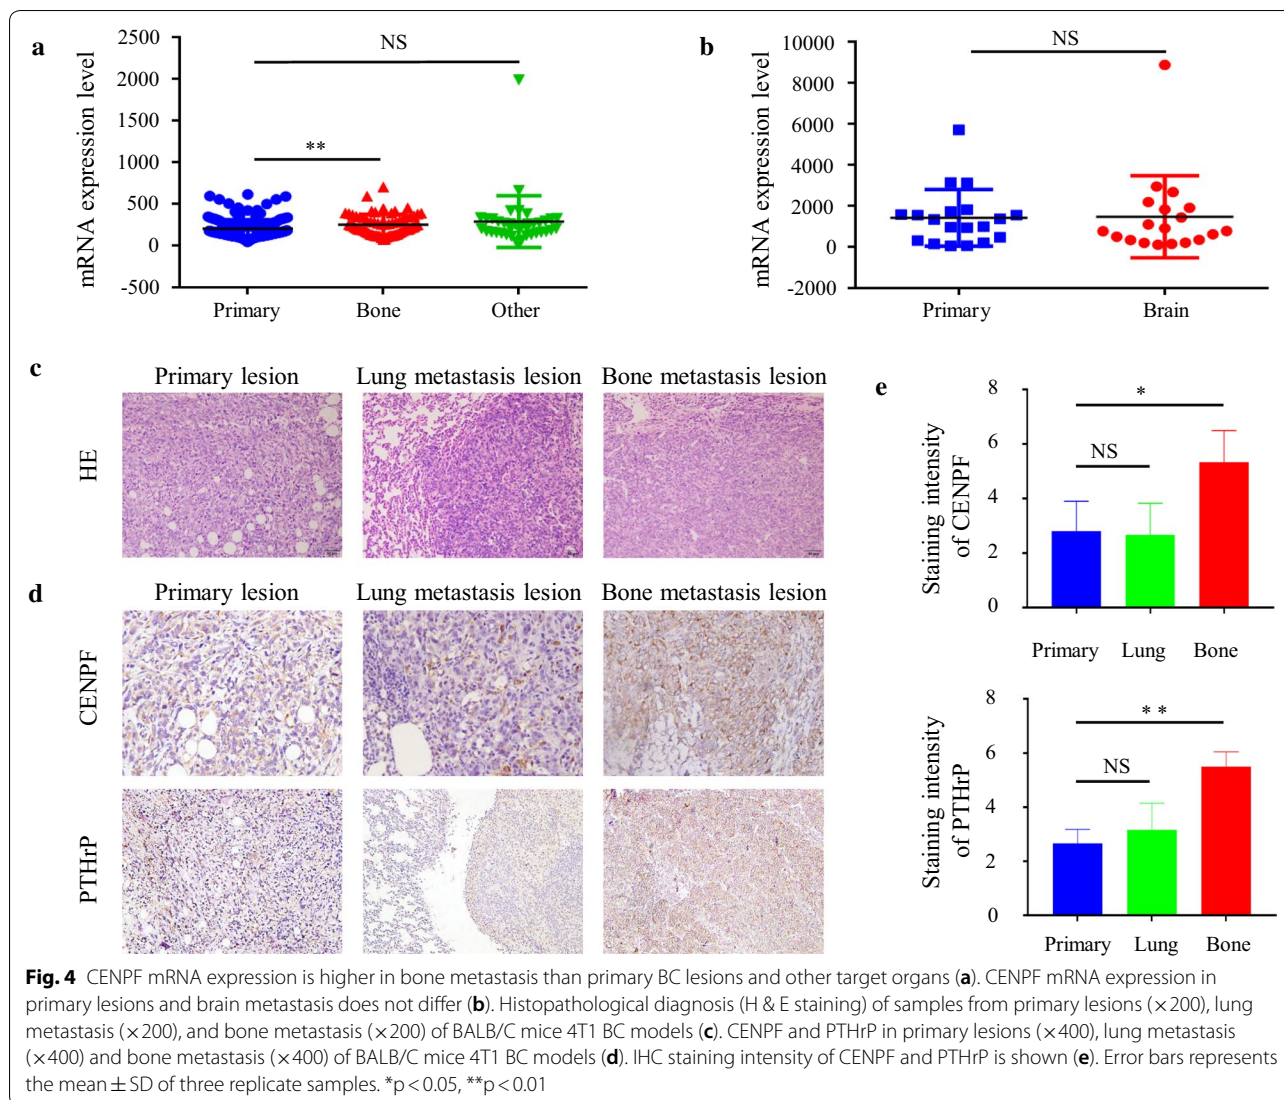 a
2500
2000
1500
1000
500
0
-500
mRNA expression level
NS
**
Primary Bone Other
b
10000
8000
6000
4000
2000
0
-2000
mRNA expression level
NS
Primary Brain
c
Primary lesion Lung metastasis lesion Bone metastasis lesion
HE
d
Primary lesion Lung metastasis lesion Bone metastasis lesion
CENPF
PTHrP
e
8
6
4
2
0
Staining intensity
of CENPF
*
NS
Primary Lung Bone
8
6
4
2
0
Staining intensity
of PTHrP
**
NS
Primary Lung Bone
Fig. 4 CENPF mRNA expression is higher in bone metastasis than primary BC lesions and other target organs (a). CENPF mRNA expression in
primary lesions and brain metastasis does not differ (b). Histopathological diagnosis (H & E staining) of samples from primary lesions (×200), lung
metastasis (×200), and bone metastasis (×200) of BALB/C mice 4T1 BC models (c). CENPF and PTHrP in primary lesions (×400), lung metastasis
(×400) and bone metastasis (×400) of BALB/C mice 4T1 BC models (d). IHC staining intensity of CENPF and PTHrP is shown (e). Error bars represents
the mean ± SD of three replicate samples. *p < 0.05, **p < 0.01